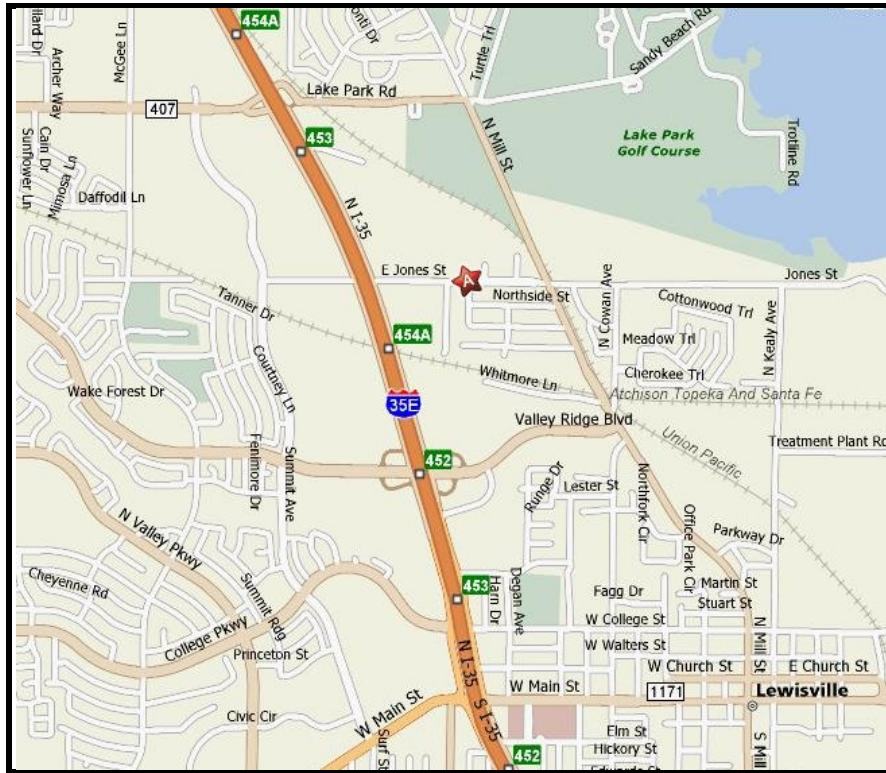 454A
Turtle Trl
Sandy Beach Rd
McGee Ln
Archer Way
Lake Park Rd
407
N Mill St
Lake Park
Golf Course
Trotline Rd
453
Cain Dr
Sunflower Ln
Mimosa Ln
Daffodil Ln
N I-35
E Jones St
A
Jones St
Northside St
Cottonwood Trl
Tanner Dr
N Cowan Ave
N Kealy Ave
454A
Meadow Trl
Courtney Ln
Whitmore Ln
Cherokee Trl
Wake Forest Dr
Atchison Topeka And Santa Fe
35E
Valley Ridge Blvd
Union Pacific
Treatment Plant Rd
452
Fenimore Dr
Summit Ave
Runge Dr
Lester St
Northfork Cir
N Valley Pkwy
Office Park Cir
Parkway Dr
Cheyenne Rd
Summit Rdg
453
Harn Dr
Degan Ave
Fagg Dr
Martin St
Stuart St
College Pkwy
W College St
N Mill St
Princeton St
W Walters St
N I-35
W Church St
E Church St
W Main St
1171
Lewisville
Civic Cir
W Main St
S I-35
Surf St
Elm St
S Mill
Hickory St
452